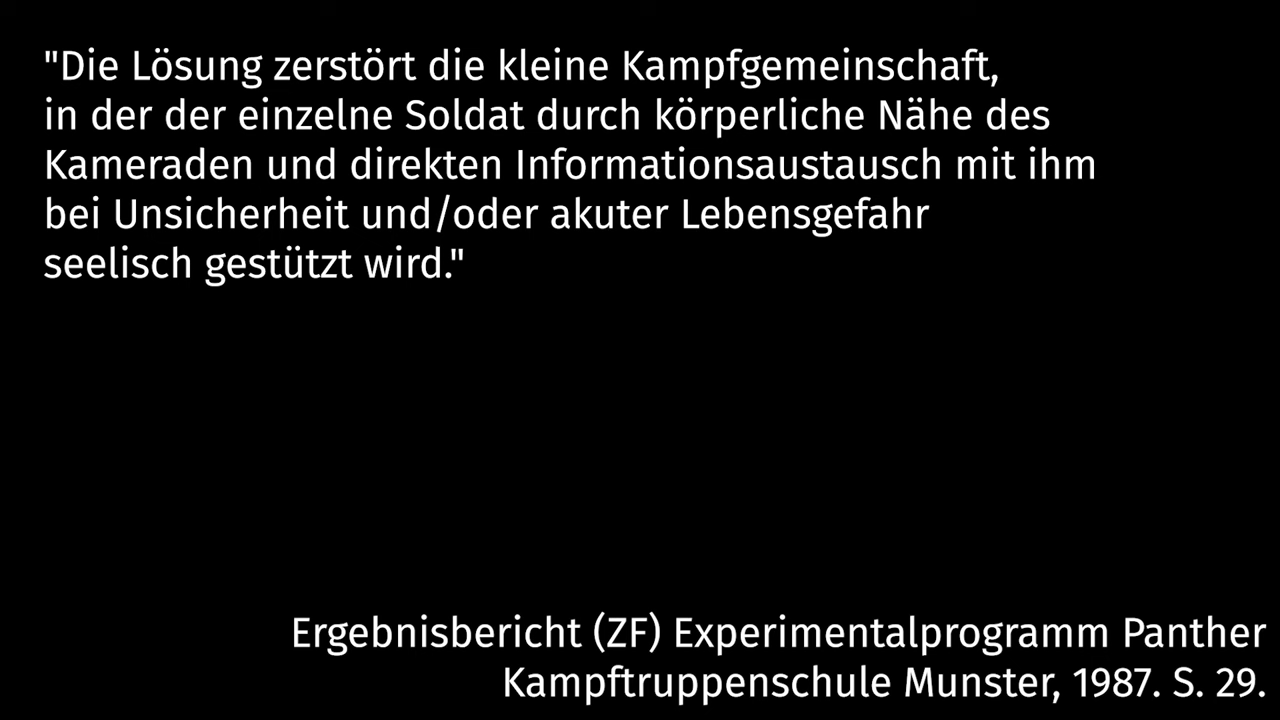 "Die Lösung zerstört die kleine Kampfgemeinschaft,
in der der einzelne Soldat durch körperliche Nähe des
Kameraden und direkten Informationsaustausch mit ihm
bei Unsicherheit und/oder akuter Lebensgefahr
seelisch gestützt wird."
Ergebnisbericht (ZF) Experimentalprogramm Panther
Kampftruppenschule Munster, 1987. S. 29.